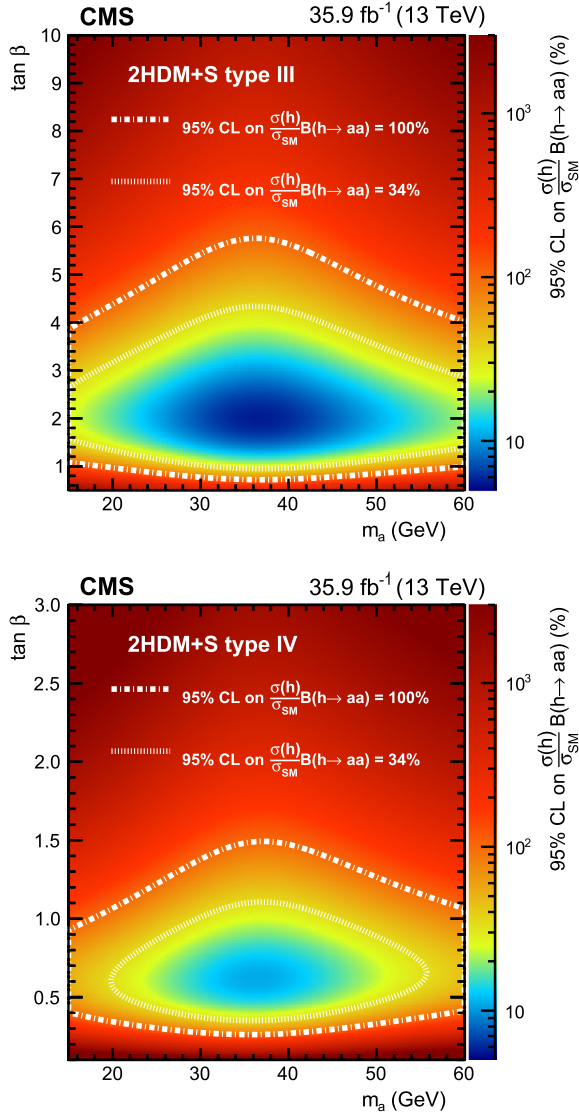 CMS 35.9 fb⁻¹ (13 TeV)
tan β
10
9
8
7
6
5
4
3
2
1
2HDM+S type III
95% CL on σ(h)/σSM B(h→ aa) = 100%
95% CL on σ(h)/σSM B(h→ aa) = 34%
20 30 40 50 60
mₐ (GeV)
10³
10²
10
95% CL on σ(h)/σSM B(h→ aa) (%)
CMS 35.9 fb⁻¹ (13 TeV)
tan β
3.0
2.5
2.0
1.5
1.0
0.5
2HDM+S type IV
95% CL on σ(h)/σSM B(h→ aa) = 100%
95% CL on σ(h)/σSM B(h→ aa) = 34%
20 30 40 50 60
mₐ (GeV)
10³
10²
10
95% CL on σ(h)/σSM B(h→ aa) (%)